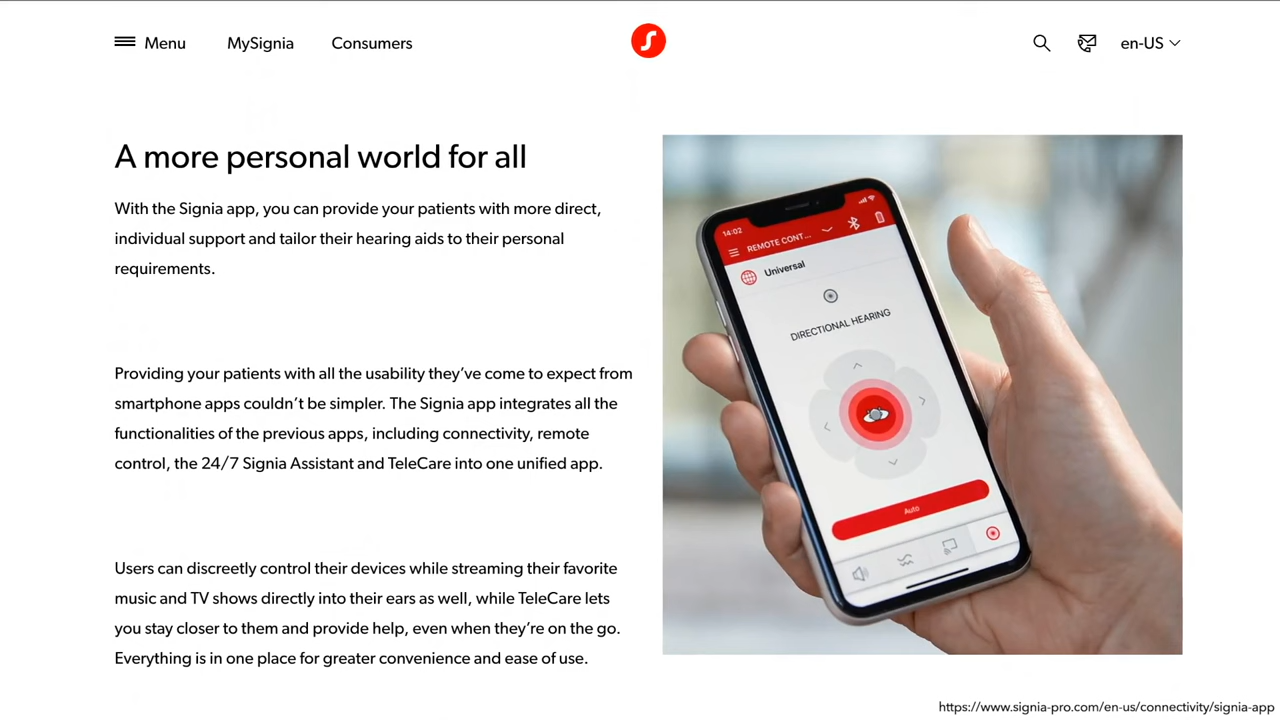 Menu MySignia Consumers en-US
A more personal world for all
With the Signia app, you can provide your patients with more direct,
individual support and tailor their hearing aids to their personal
requirements.
Providing your patients with all the usability they’ve come to expect from
smartphone apps couldn’t be simpler. The Signia app integrates all the
functionalities of the previous apps, including connectivity, remote
control, the 24/7 Signia Assistant and TeleCare into one unified app.
Users can discreetly control their devices while streaming their favorite
music and TV shows directly into their ears as well, while TeleCare lets
you stay closer to them and provide help, even when they’re on the go.
Everything is in one place for greater convenience and ease of use.
14:02
REMOTE CONT...
Universal
DIRECTIONAL HEARING
Auto
https://www.signia-pro.com/en-us/connectivity/signia-app